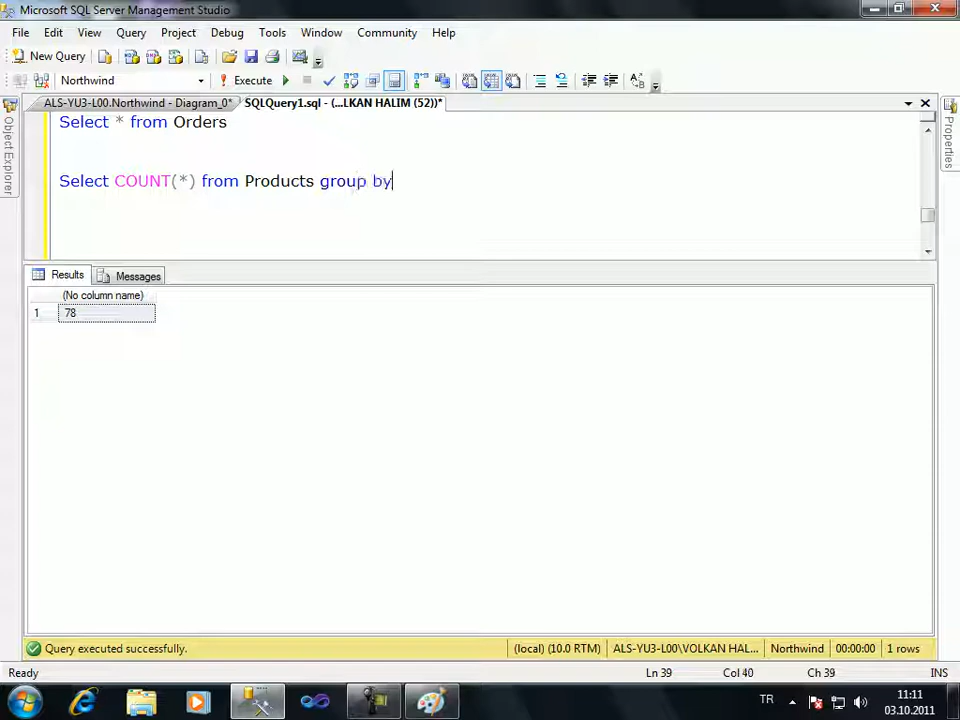 Microsoft SQL Server Management Studio
File Edit View Query Project Debug Tools Window Community Help
New Query
Northwind Execute
ALS-YU3-L00.Northwind - Diagram_0* SQLQuery1.sql - (...LKAN HALIM (52))*
Object Explorer
Properties
Select * from Orders
Select COUNT(*) from Products group by
Results Messages
(No column name)
1 78
Query executed successfully. (local) (10.0 RTM) ALS-YU3-L00\VOLKAN HAL... Northwind 00:00:00 1 rows
Ready Ln 39 Col 40 Ch 39 INS
TR 11:11
03.10.2011